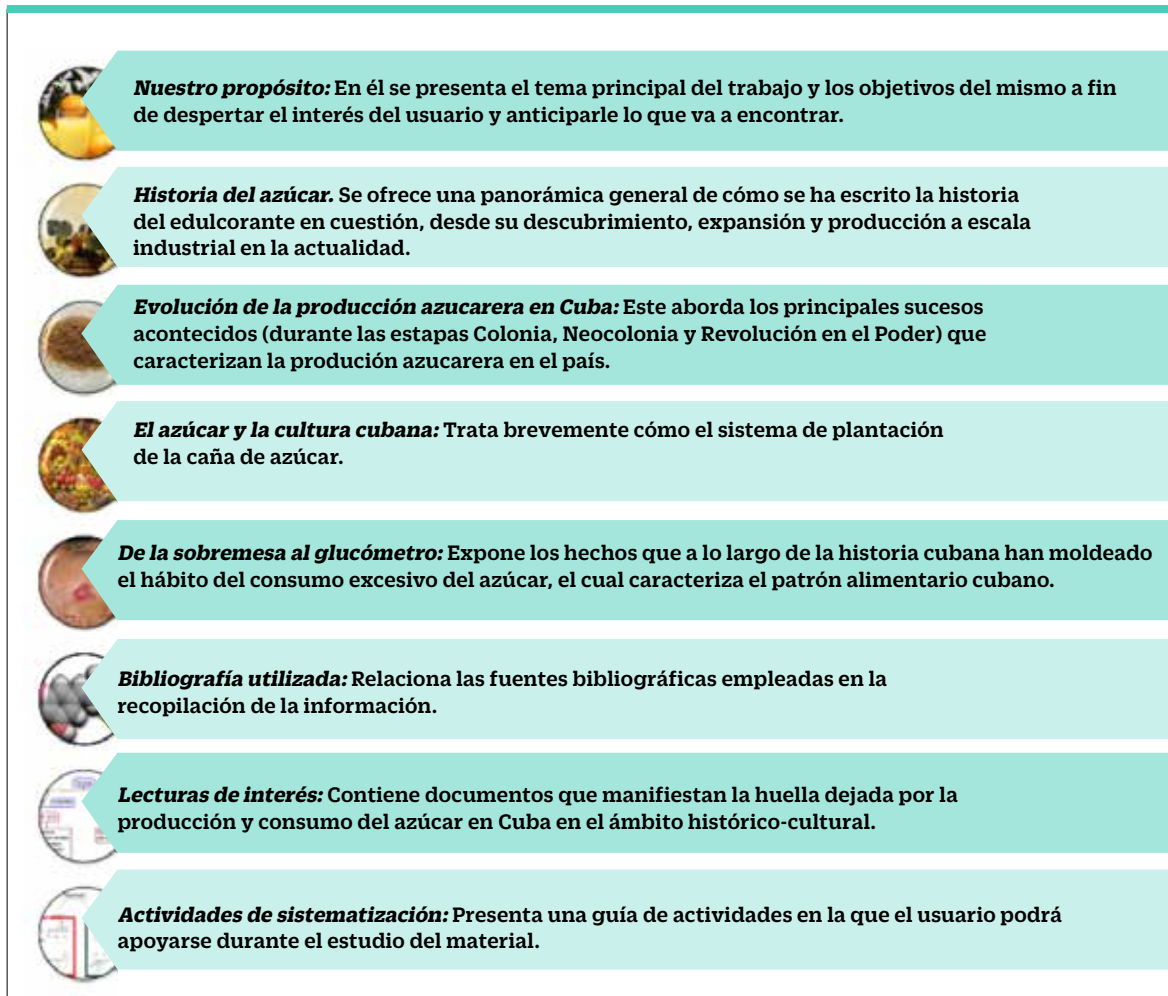 Nuestro propósito: En él se presenta el tema principal del trabajo y los objetivos del mismo a fin
de despertar el interés del usuario y anticiparle lo que va a encontrar.
Historia del azúcar. Se ofrece una panorámica general de cómo se ha escrito la historia
del edulcorante en cuestión, desde su descubrimiento, expansión y producción a escala
industrial en la actualidad.
Evolución de la producción azucarera en Cuba: Este aborda los principales sucesos
acontecidos (durante las estapas Colonia, Neocolonia y Revolución en el Poder) que
caracterizan la produción azucarera en el país.
El azúcar y la cultura cubana: Trata brevemente cómo el sistema de plantación
de la caña de azúcar.
De la sobremesa al glucómetro: Expone los hechos que a lo largo de la historia cubana han moldeado
el hábito del consumo excesivo del azúcar, el cual caracteriza el patrón alimentario cubano.
Bibliografía utilizada: Relaciona las fuentes bibliográficas empleadas en la
recopilación de la información.
Lecturas de interés: Contiene documentos que manifiestan la huella dejada por la
producción y consumo del azúcar en Cuba en el ámbito histórico-cultural.
Actividades de sistematización: Presenta una guía de actividades en la que el usuario podrá
apoyarse durante el estudio del material.